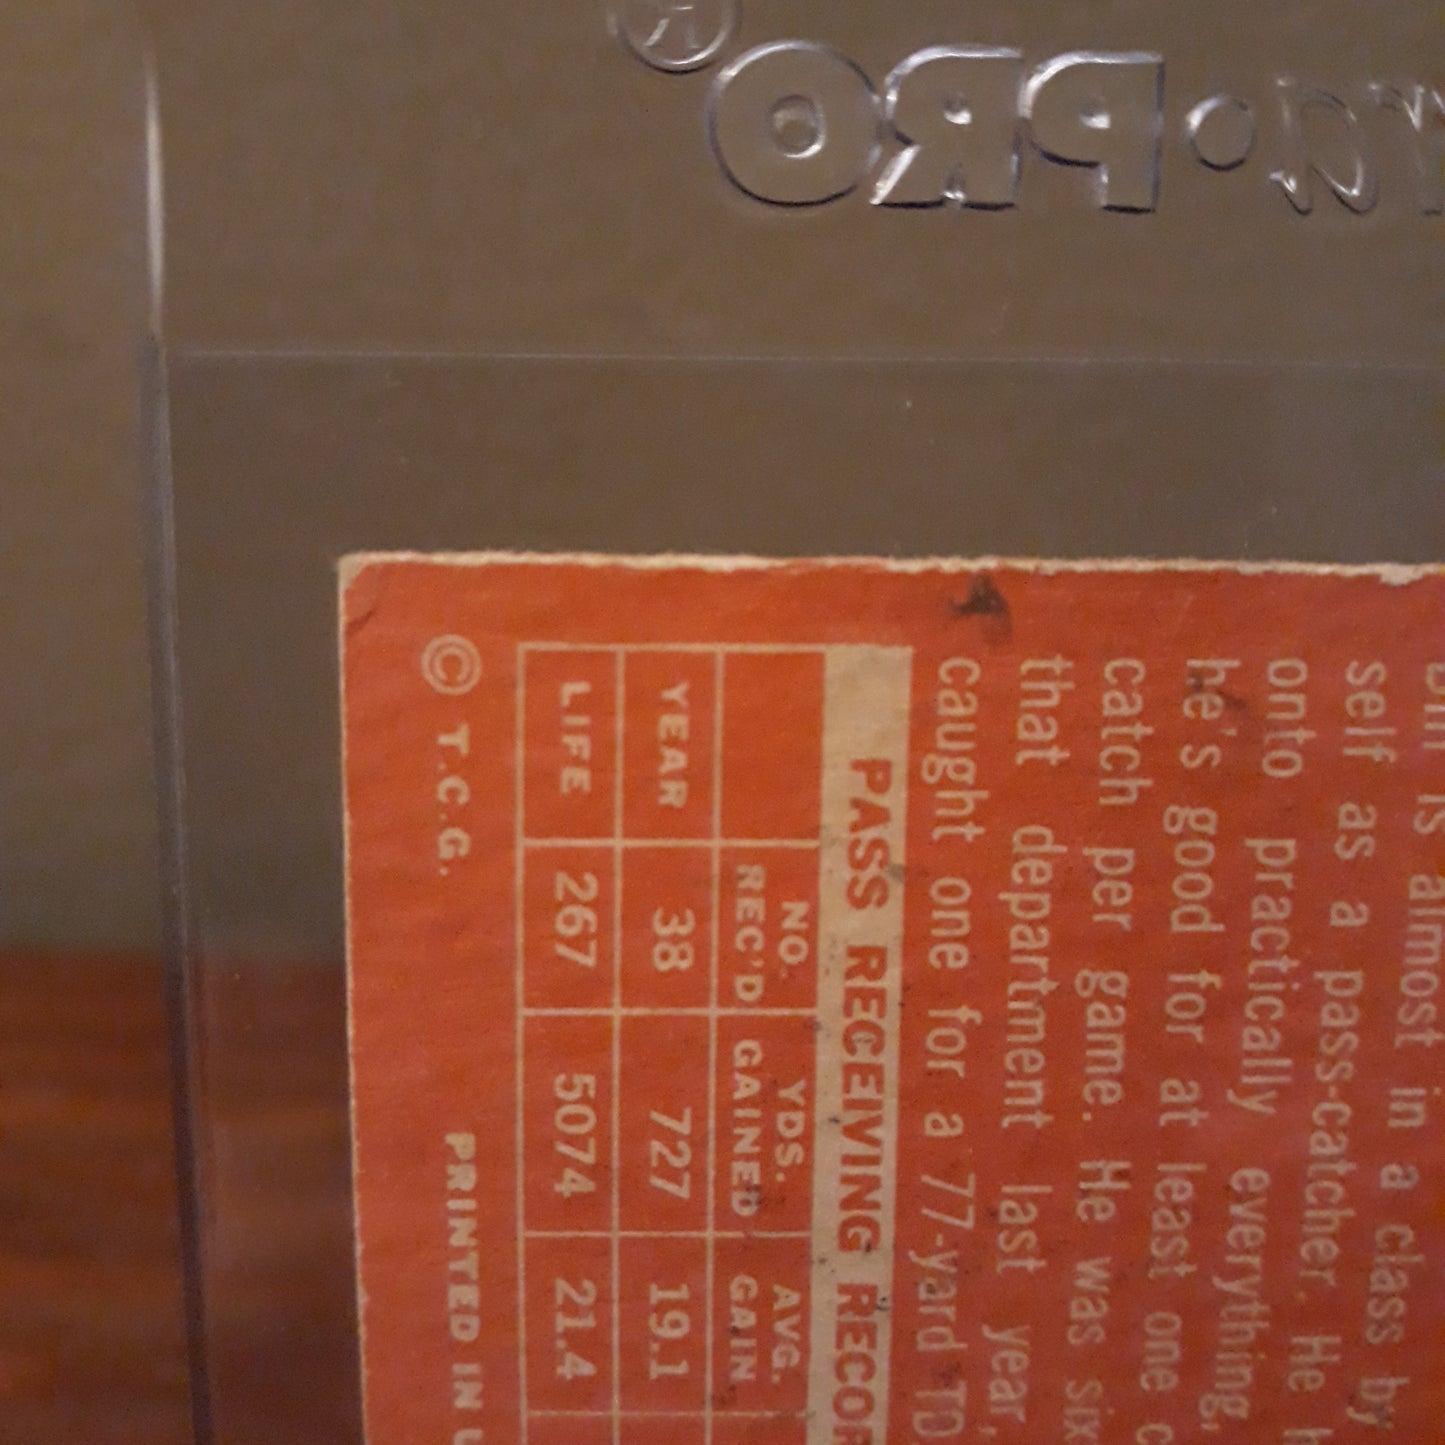 ®
PRO
is almost in a class by
self as a pass-catcher. He
onto practically everything,
he's good for at least one
catch per game. He was six
that department last year,
caught one for a 77-yard TD.
PASS RECEIVING RECOR
NO. REC'D YDS. GAINED AVG. GAIN
YEAR 38 727 19.1
LIFE 267 5074 21.4
© T.C.G. PRINTED IN